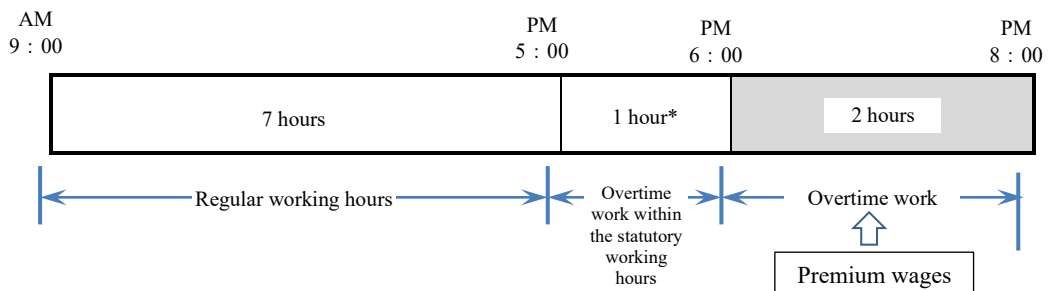 AM
9：00
PM
5：00
PM
6：00
PM
8：00
7 hours
1 hour*
2 hours
Regular working hours
Overtime
work within
the statutory
working
hours
Overtime work
Premium wages